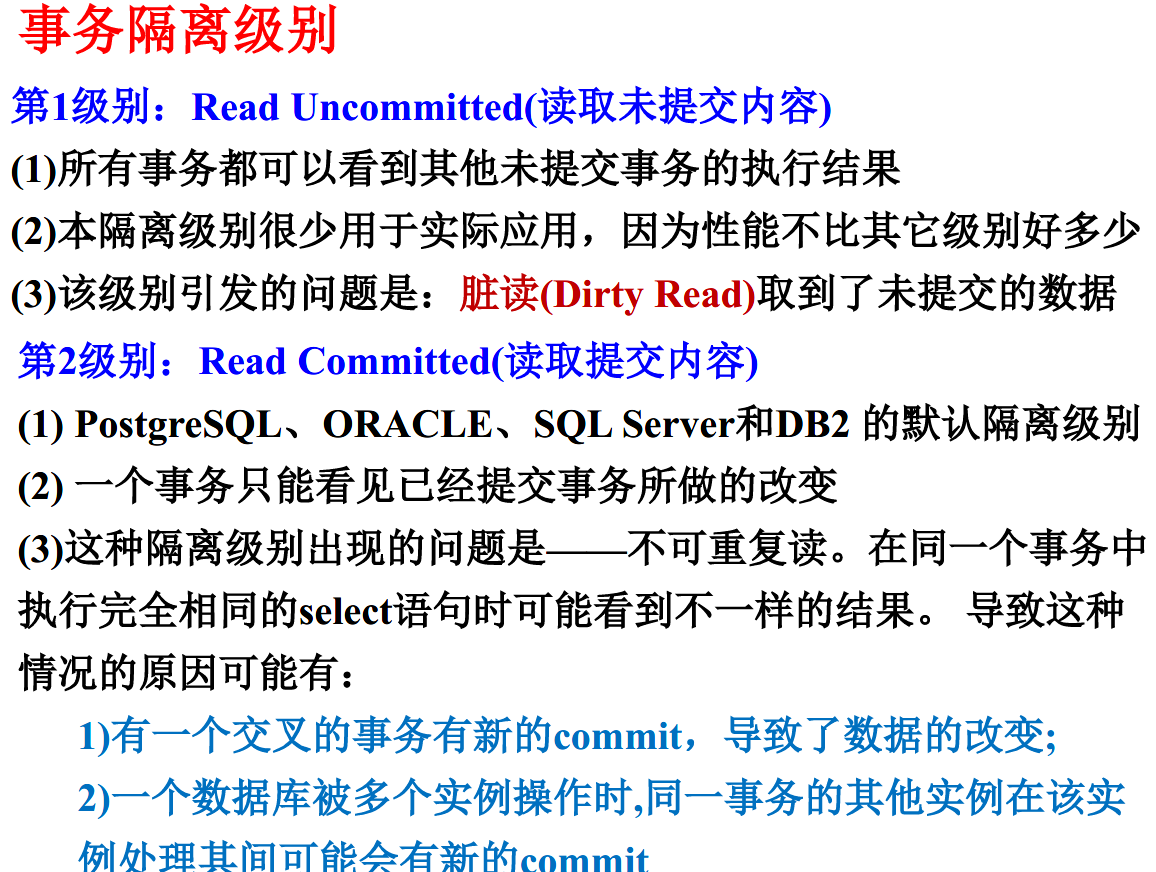 事务隔离级别
第1级别：Read Uncommitted(读取未提交内容)
(1)所有事务都可以看到其他未提交事务的执行结果
(2)本隔离级别很少用于实际应用，因为性能不比其它级别好多少
(3)该级别引发的问题是：脏读(Dirty Read)取到了未提交的数据
第2级别：Read Committed(读取提交内容)
(1) PostgreSQL、ORACLE、SQL Server和DB2 的默认隔离级别
(2) 一个事务只能看见已经提交事务所做的改变
(3)这种隔离级别出现的问题是——不可重复读。在同一个事务中
执行完全相同的select语句时可能看到不一样的结果。 导致这种
情况的原因可能有：
1)有一个交叉的事务有新的commit，导致了数据的改变;
2)一个数据库被多个实例操作时,同一事务的其他实例在该实
例处理其间可能会有新的commit